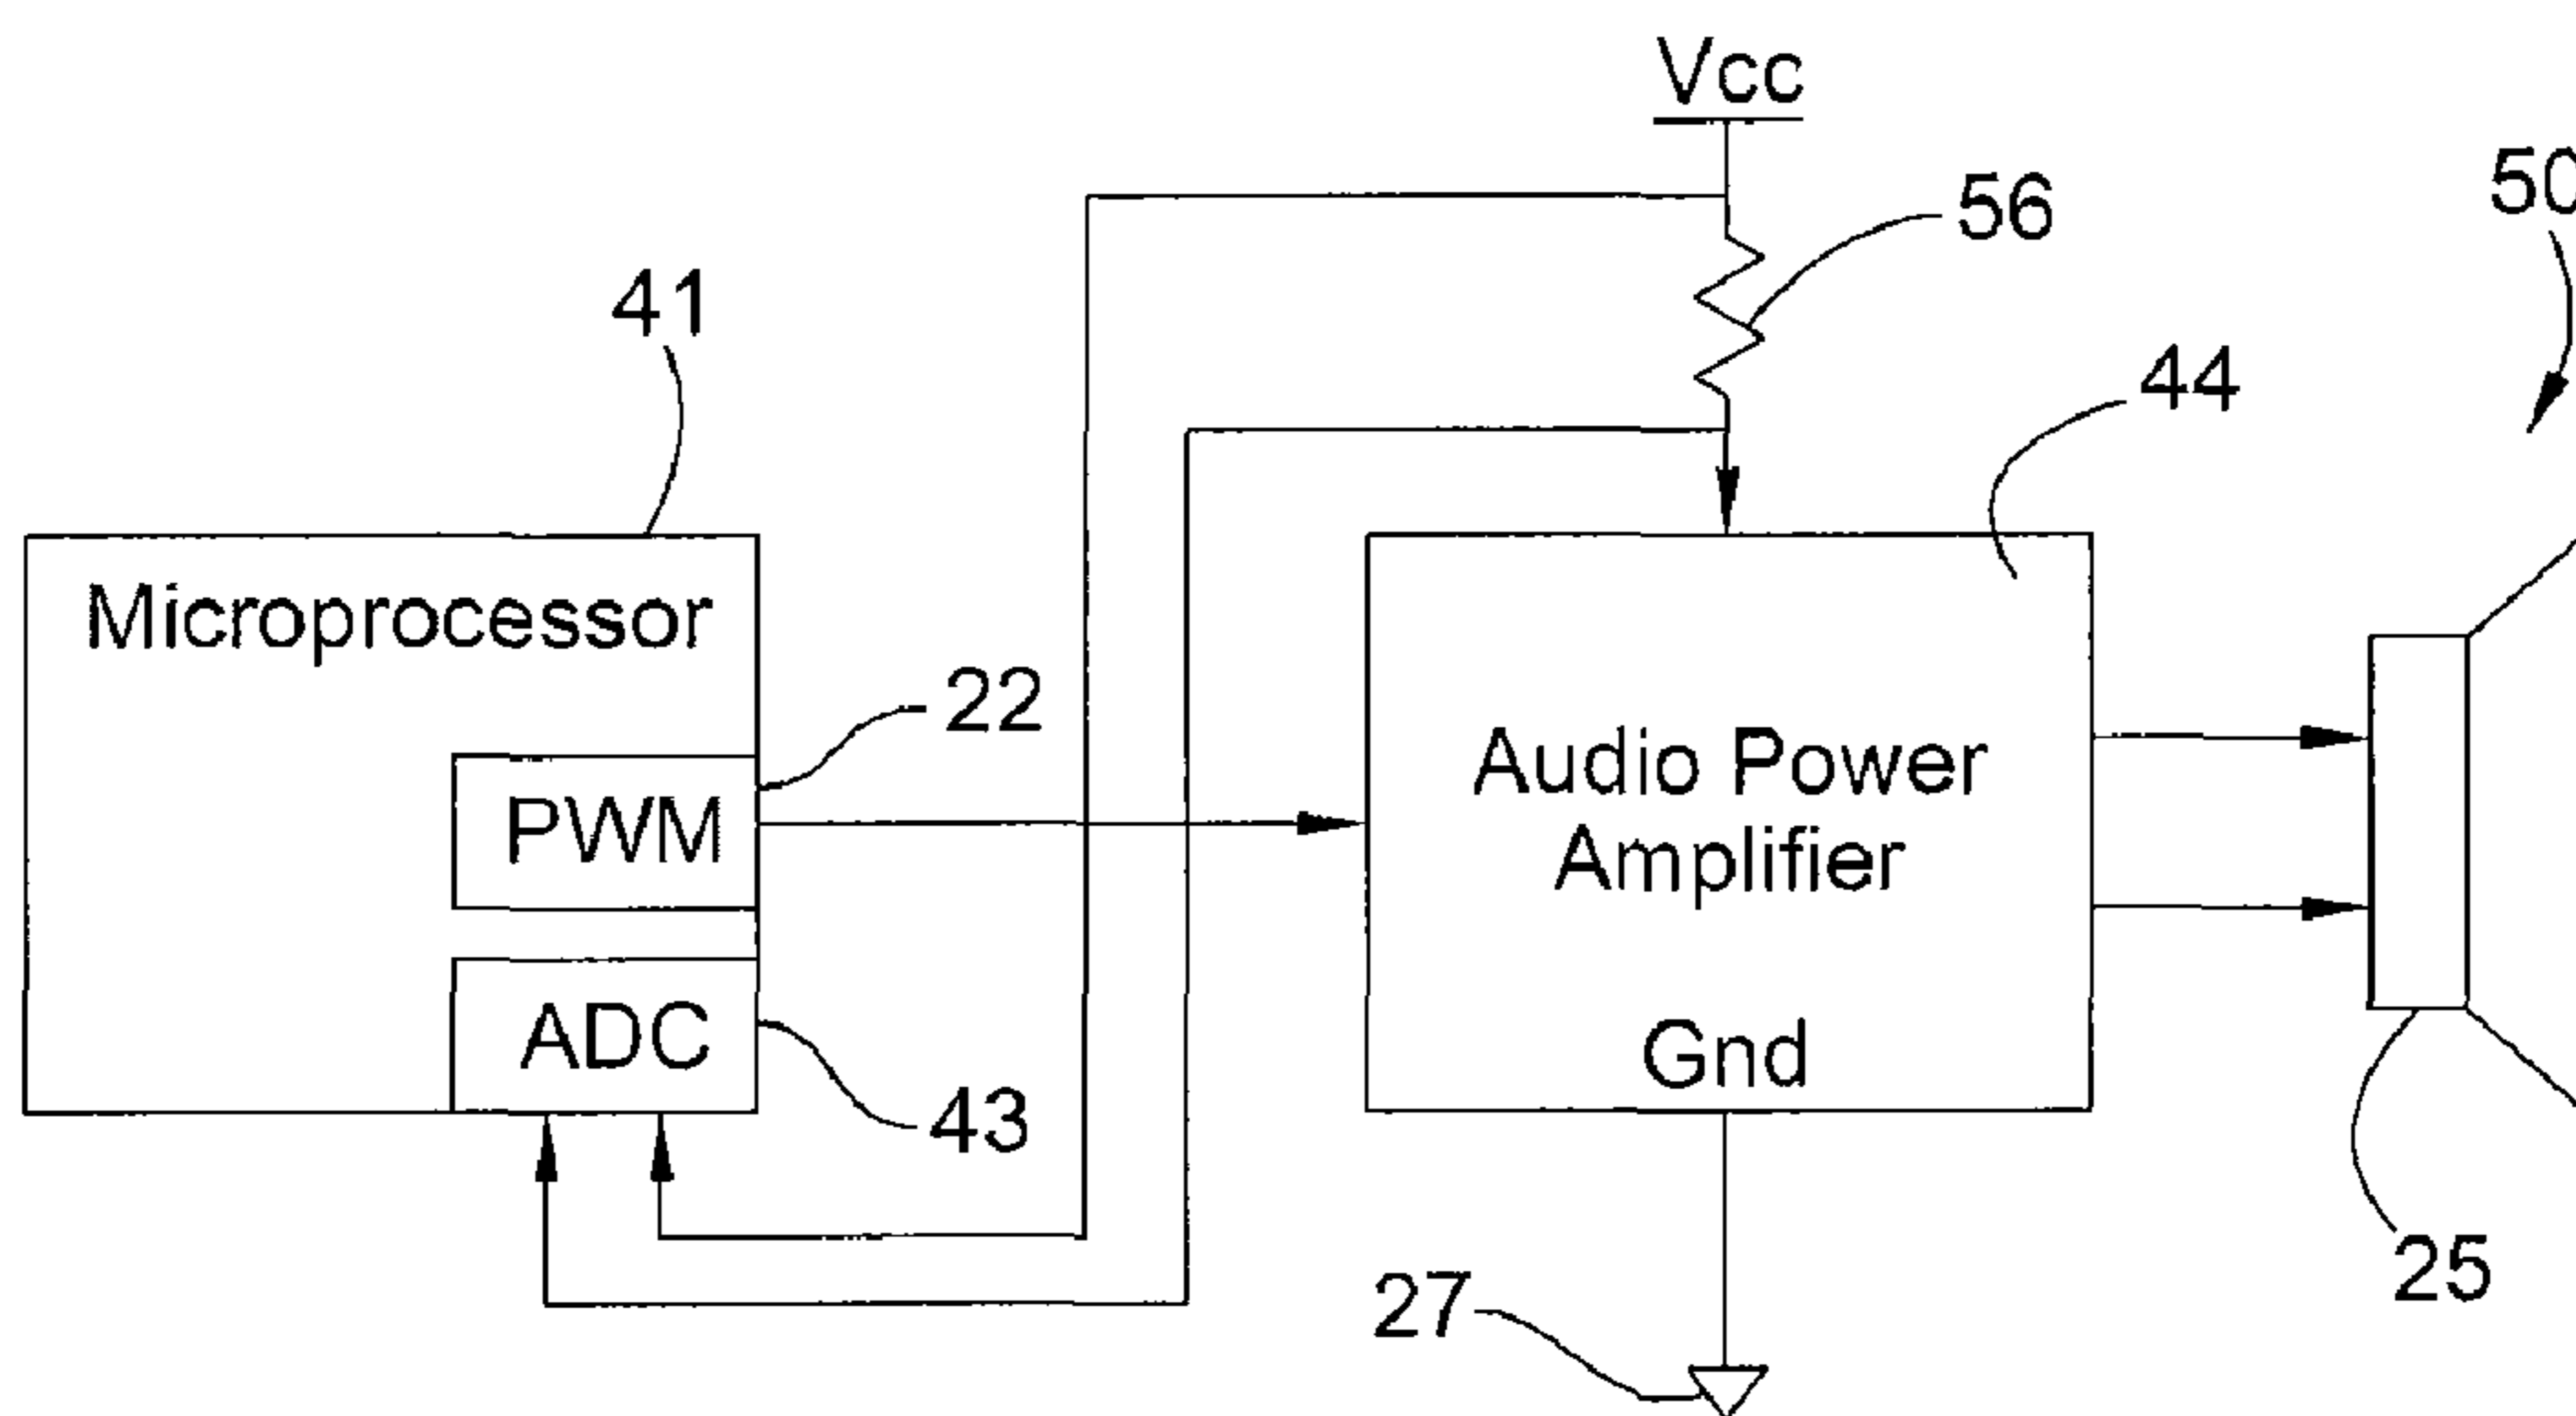 Vcc
50
56
41
44
Microprocessor
22
PWM
Audio Power
Amplifier
ADC
Gnd
43
25
27